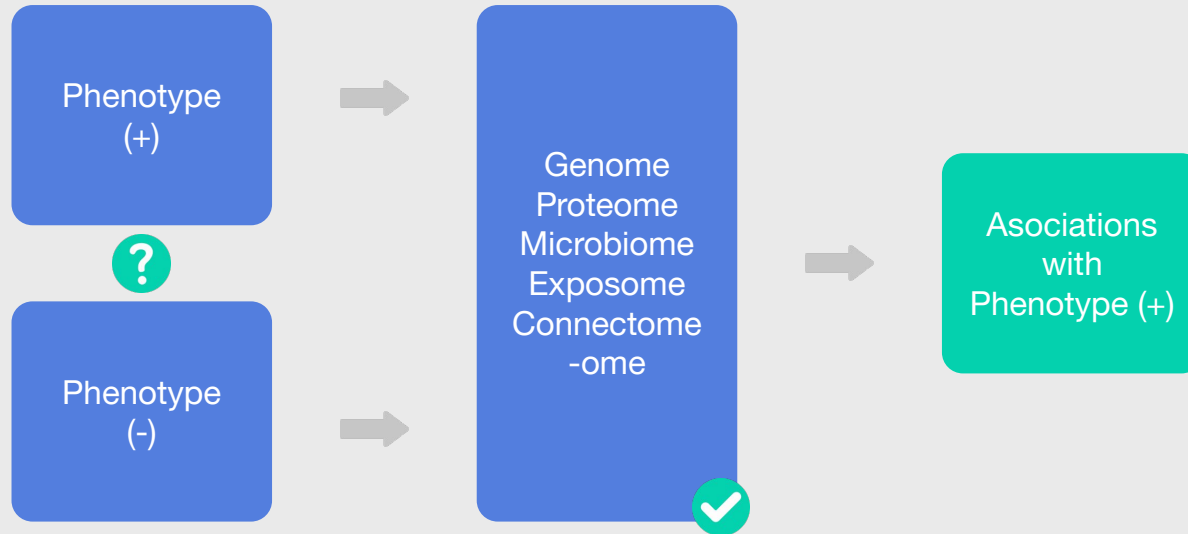 Phenotype
(+)
?
Phenotype
(-)
Genome
Proteome
Microbiome
Exposome
Connectome
-ome
Asociations
with
Phenotype (+)